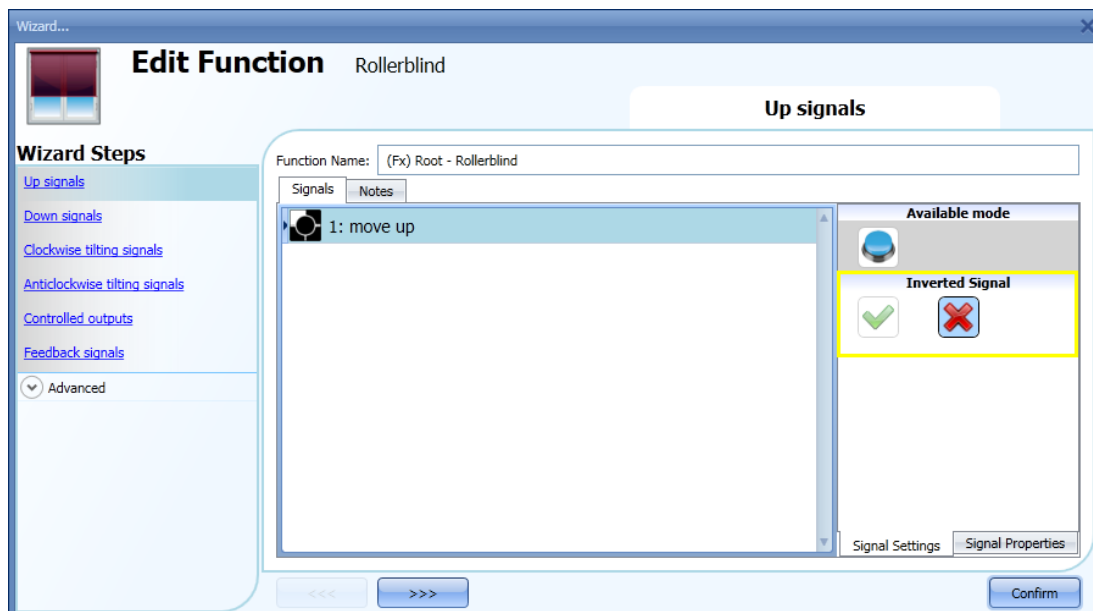 Wizard...
Edit Function Rollerblind
Up signals
Wizard Steps
Up signals
Down signals
Clockwise tilting signals
Anticlockwise tilting signals
Controlled outputs
Feedback signals
Advanced
Function Name: (Fx) Root - Rollerblind
Signals Notes
1: move up
Available mode
Inverted Signal
Signal Settings Signal Properties
<<< >>> Confirm